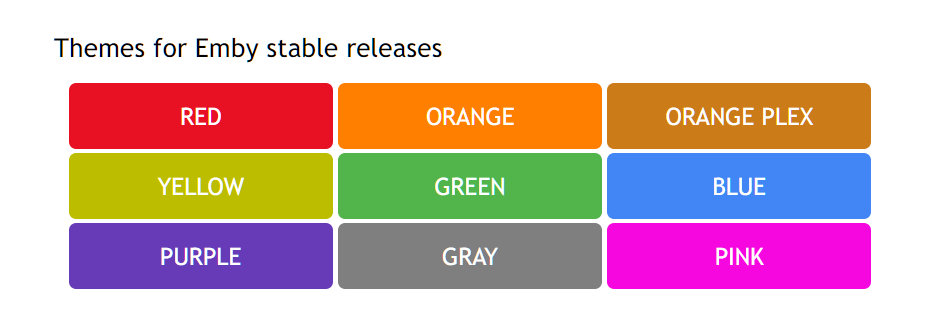 Themes for Emby stable releases
RED ORANGE ORANGE PLEX
YELLOW GREEN BLUE
PURPLE GRAY PINK